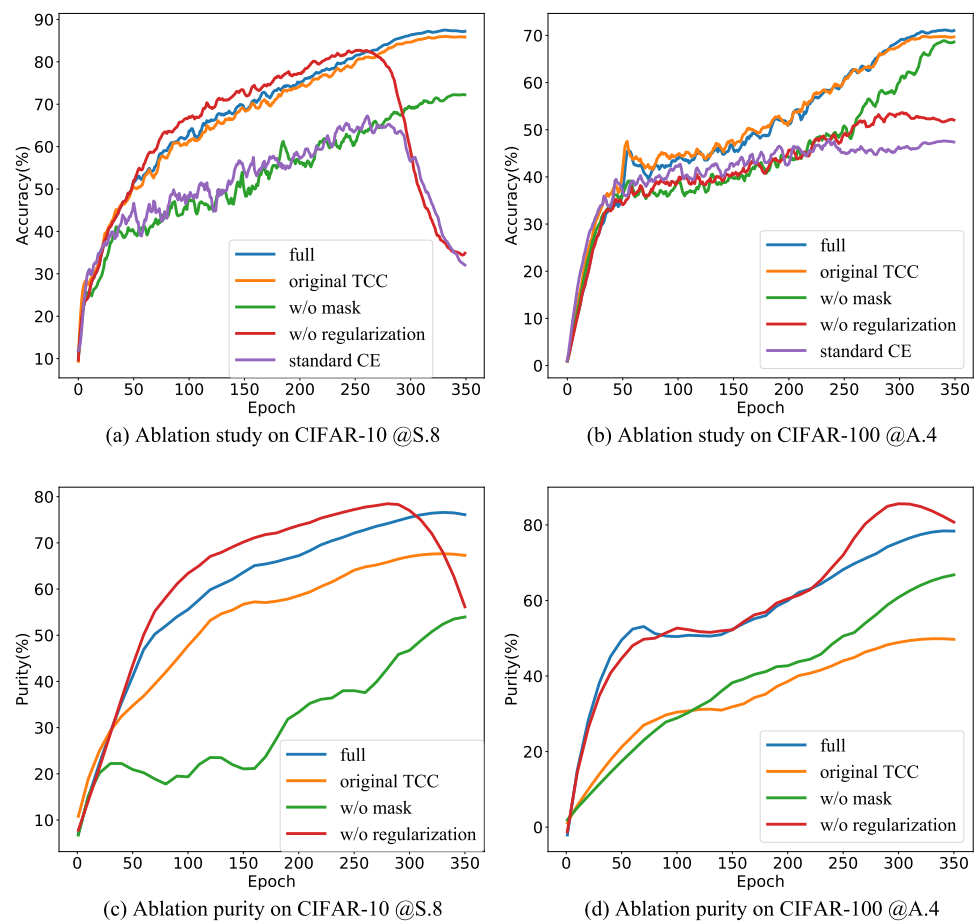 90
80
70
60
50
40
30
20
10
Accuracy(%)
full
original TCC
w/o mask
w/o regularization
standard CE
0 50 100 150 200 250 300 350
Epoch
(a) Ablation study on CIFAR-10 @S.8
70
60
50
40
30
20
10
0
Accuracy(%)
full
original TCC
w/o mask
w/o regularization
standard CE
0 50 100 150 200 250 300 350
Epoch
(b) Ablation study on CIFAR-100 @A.4
80
70
60
50
40
30
20
10
Purity(%)
full
original TCC
w/o mask
w/o regularization
0 50 100 150 200 250 300 350
Epoch
(c) Ablation purity on CIFAR-10 @S.8
80
60
40
20
0
Purity(%)
full
original TCC
w/o mask
w/o regularization
0 50 100 150 200 250 300 350
Epoch
(d) Ablation purity on CIFAR-100 @A.4